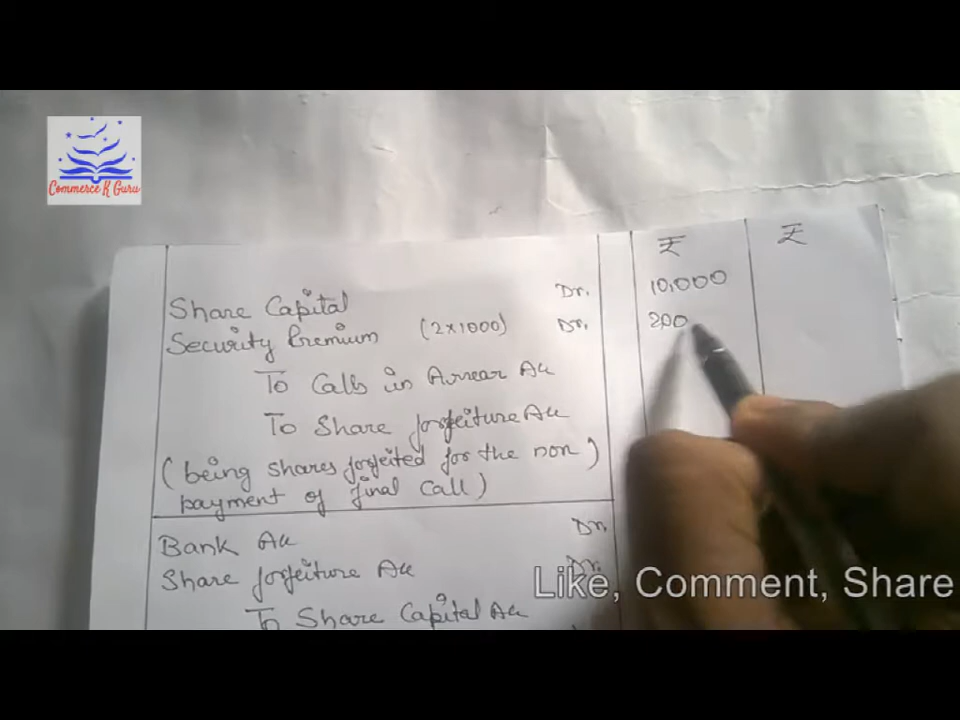 Commerce K Guru
₹ ₹
Share Capital Dr. 10,000
Security Premium (2x1000) Dr. 200
To Calls in Arrear A/c
To Share forfeiture A/c
(being shares forfeited for the non)
payment of final call)
Bank A/c Dr.
Share forfeiture A/c Dr.
To Share Capital A/c
Like, Comment, Share